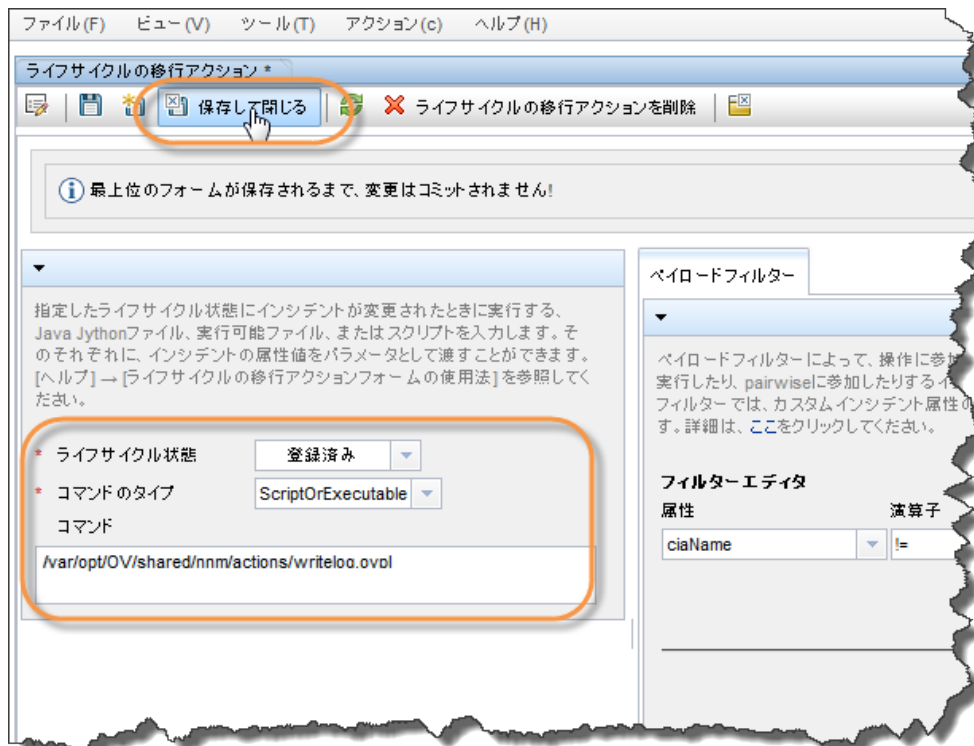 ファイル(F) ビュー(V) ツール(T) アクション(c) ヘルプ(H)
ライフサイクルの移行アクション *
保存して閉じる ライフサイクルの移行アクションを削除
最上位のフォームが保存されるまで、変更はコミットされません!
指定したライフサイクル状態にインシデントが変更されたときに実行する、
Java Jythonファイル、実行可能ファイル、またはスクリプトを入力します。そ
のそれぞれに、インシデントの属性値をパラメータとして渡すことができます。
[ヘルプ] → [ライフサイクルの移行アクションフォームの使用法] を参照してく
ださい。
* ライフサイクル状態 登録済み
* コマンドのタイプ ScriptOrExecutable
コマンド
/var/opt/OV/shared/nnm/actions/writelog.ovpl
ペイロードフィルター
ペイロードフィルターによって、操作に参加
実行したり、pairwiseに参加したりする
フィルターでは、カスタムインシデント属性の
す。詳細は、ここをクリックしてください。
フィルターエディタ
属性 演算子
ciaName !=